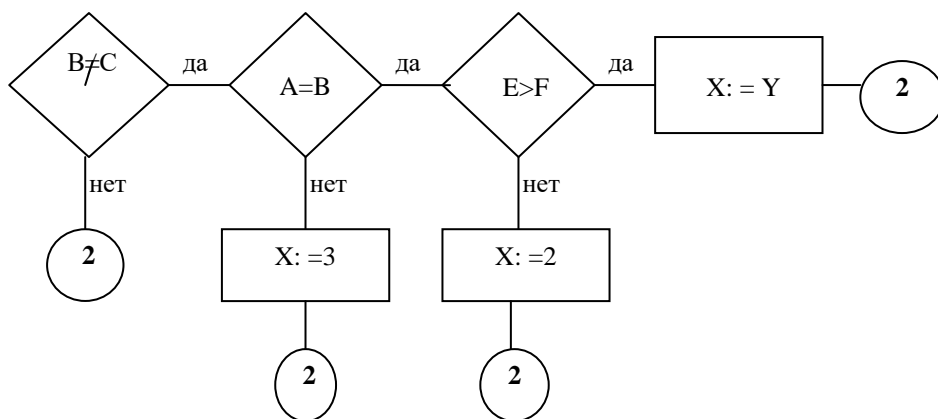 B≠C
да
A=B
да
E>F
да
X: = Y
2
нет
нет
нет
2
X: =3
X: =2
2
2